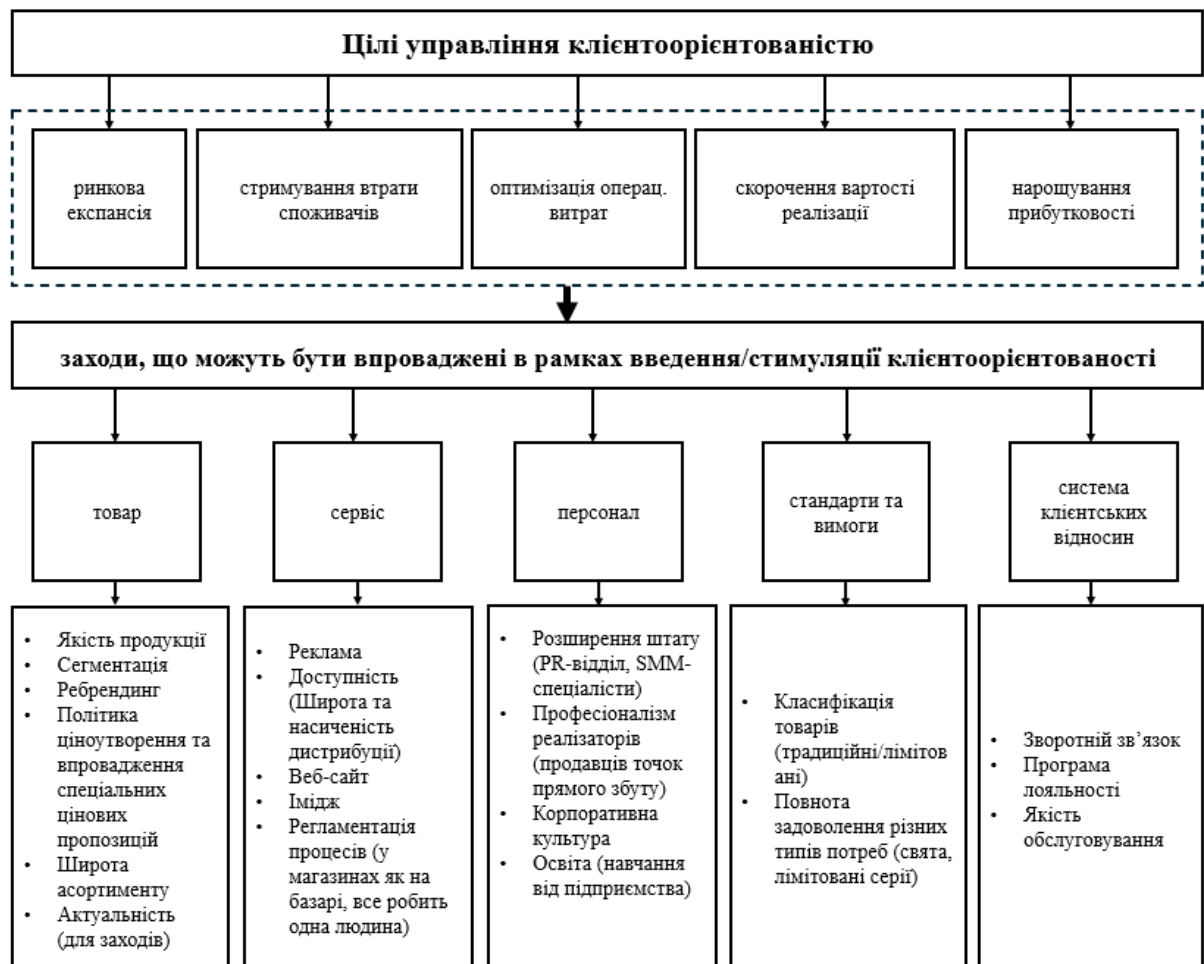 Цілі управління клієнтоорієнтованістю
ринкова
експансія
стримування втрати
споживачів
оптимізація операц.
витрат
скорочення вартості
реалізації
нарощування
прибутковості
заходи, що можуть бути впроваджені в рамках введення/стимуляції клієнтоорієнтованості
товар
сервіс
персонал
стандарти та
вимоги
система
клієнтських
відносин
• Якість продукції
• Сегментація
• Ребрендинг
• Політика
ціноутворення та
впровадження
спеціальних
цінових
пропозицій
• Широта
асортименту
• Актуальність
(для заходів)
• Реклама
• Доступність
(Широта та
насиченість
дистрибуції)
• Веб-сайт
• Імідж
• Регламентація
процесів (у
магазинах як на
базарі, все робить
одна людина)
• Розширення штату
(PR-відділ, SMM-
спеціалісти)
• Професіоналізм
реалізаторів
(продавців точок
прямого збуту)
• Корпоративна
культура
• Освіта (навчання
від підприємства)
• Класифікація
товарів
(традиційні/лімітов
ані)
• Повнота
задоволення різних
типів потреб (свята,
лімітовані серії)
• Зворотній зв’язок
• Програма
лояльності
• Якість
обслуговування